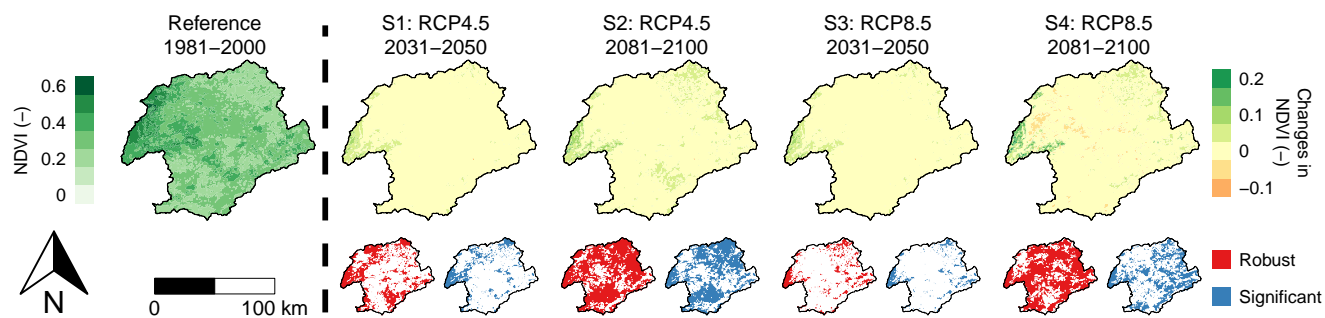 Reference
1981–2000
S1: RCP4.5
2031–2050
S2: RCP4.5
2081–2100
S3: RCP8.5
2031–2050
S4: RCP8.5
2081–2100
NDVI (–)
0.6
0.4
0.2
0
0.2
0.1
0
–0.1
Changes in
NDVI (–)
N
0
100 km
Robust
Significant